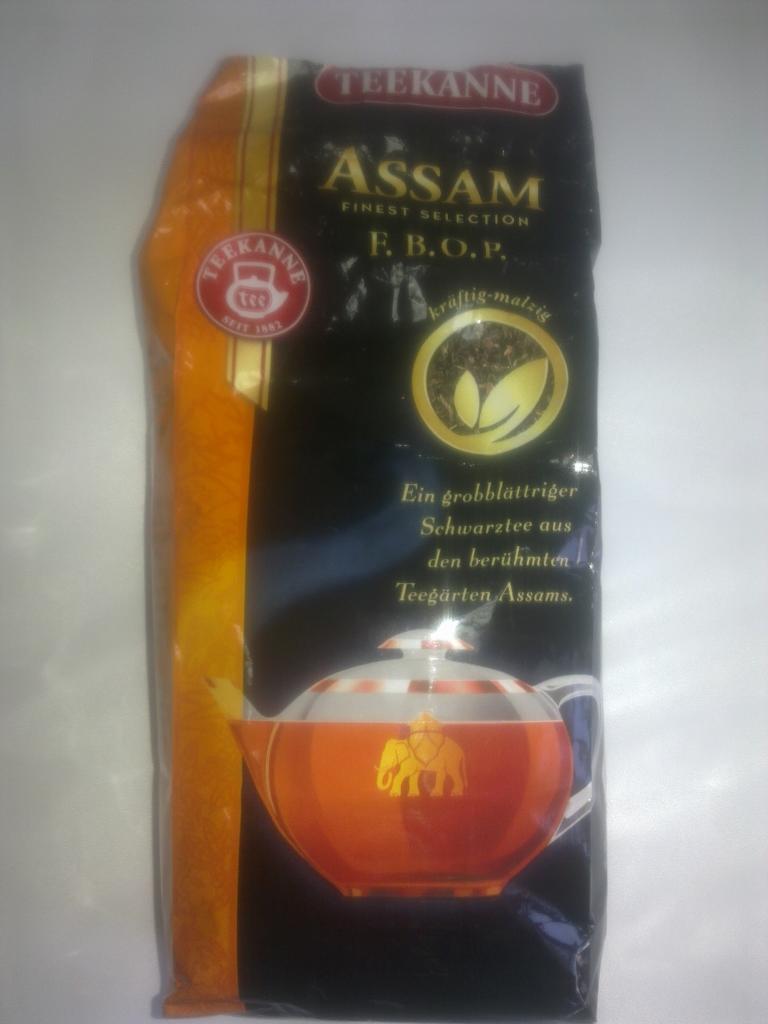 TEEKANNE
ASSAM
FINEST SELECTION
F. B. O. P.
TEEKANNE
tee
SEIT 1882
kräftig-malzig
Ein grobblättriger
Schwarztee aus
den berühmten
Teegärten Assams.